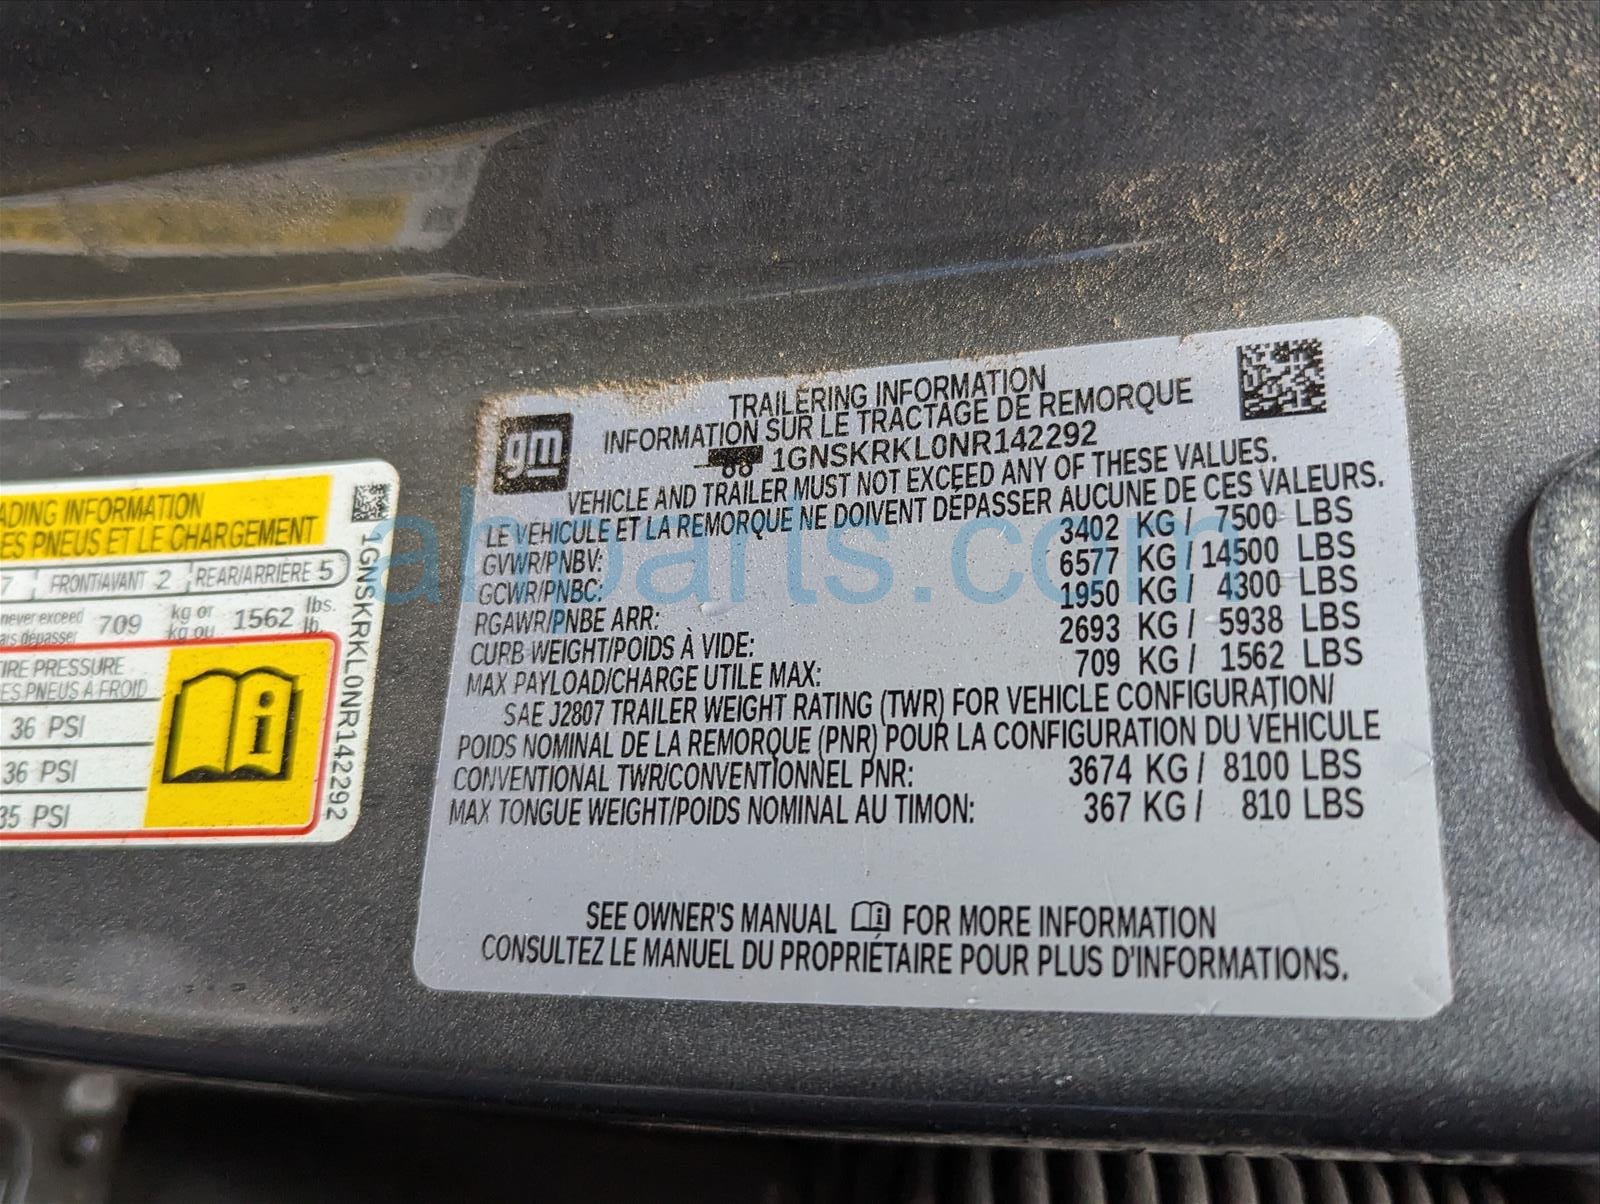 TRAILERING INFORMATION
INFORMATION SUR LE TRACTAGE DE REMORQUE
gm
1GNSKRKL0NR142292
VEHICLE AND TRAILER MUST NOT EXCEED ANY OF THESE VALUES.
LE VÉHICULE ET LA REMORQUE NE DOIVENT DÉPASSER AUCUNE DE CES VALEURS.
GVWR/PNBV: 3402 KG / 7500 LBS
GCWR/PNBC: 6577 KG / 14500 LBS
RGAWR/PNBE ARR: 1950 KG / 4300 LBS
CURB WEIGHT/POIDS À VIDE: 2693 KG / 5938 LBS
MAX PAYLOAD/CHARGE UTILE MAX: 709 KG / 1562 LBS
SAE J2807 TRAILER WEIGHT RATING (TWR) FOR VEHICLE CONFIGURATION/
POIDS NOMINAL DE LA REMORQUE (PNR) POUR LA CONFIGURATION DU VÉHICULE
CONVENTIONAL TWR/CONVENTIONNEL PNR: 3674 KG / 8100 LBS
MAX TONGUE WEIGHT/POIDS NOMINAL AU TIMON: 367 KG / 810 LBS
SEE OWNER'S MANUAL i FOR MORE INFORMATION
CONSULTEZ LE MANUEL DU PROPRIÉTAIRE POUR PLUS D'INFORMATIONS.
ADING INFORMATION
ES PNEUS ET LE CHARGEMENT
7 FRONT/AVANT 2 REAR/ARRIÈRE 5
never exceed 709 kg or 1562 lbs.
ais dépasser kg ou lb.
IRE PRESSURE
ES PNEUS A FROID
36 PSI
36 PSI
35 PSI
i
1GNSKRKL0NR142292
ahparts.com